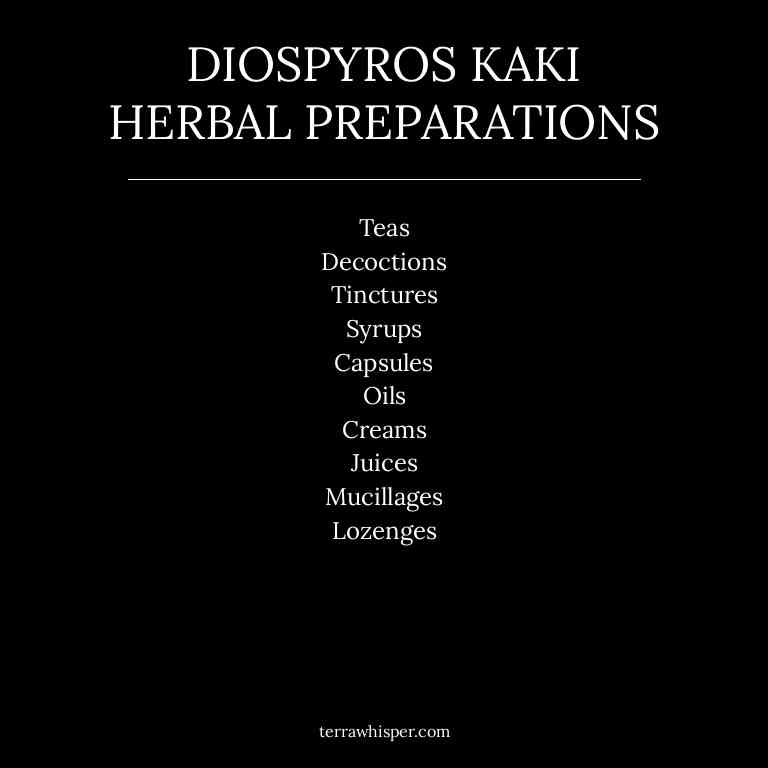 DIOSPYROS KAKI
HERBAL PREPARATIONS
Teas
Decoctions
Tinctures
Syrups
Capsules
Oils
Creams
Juices
Mucillages
Lozenges
terrawhisper.com